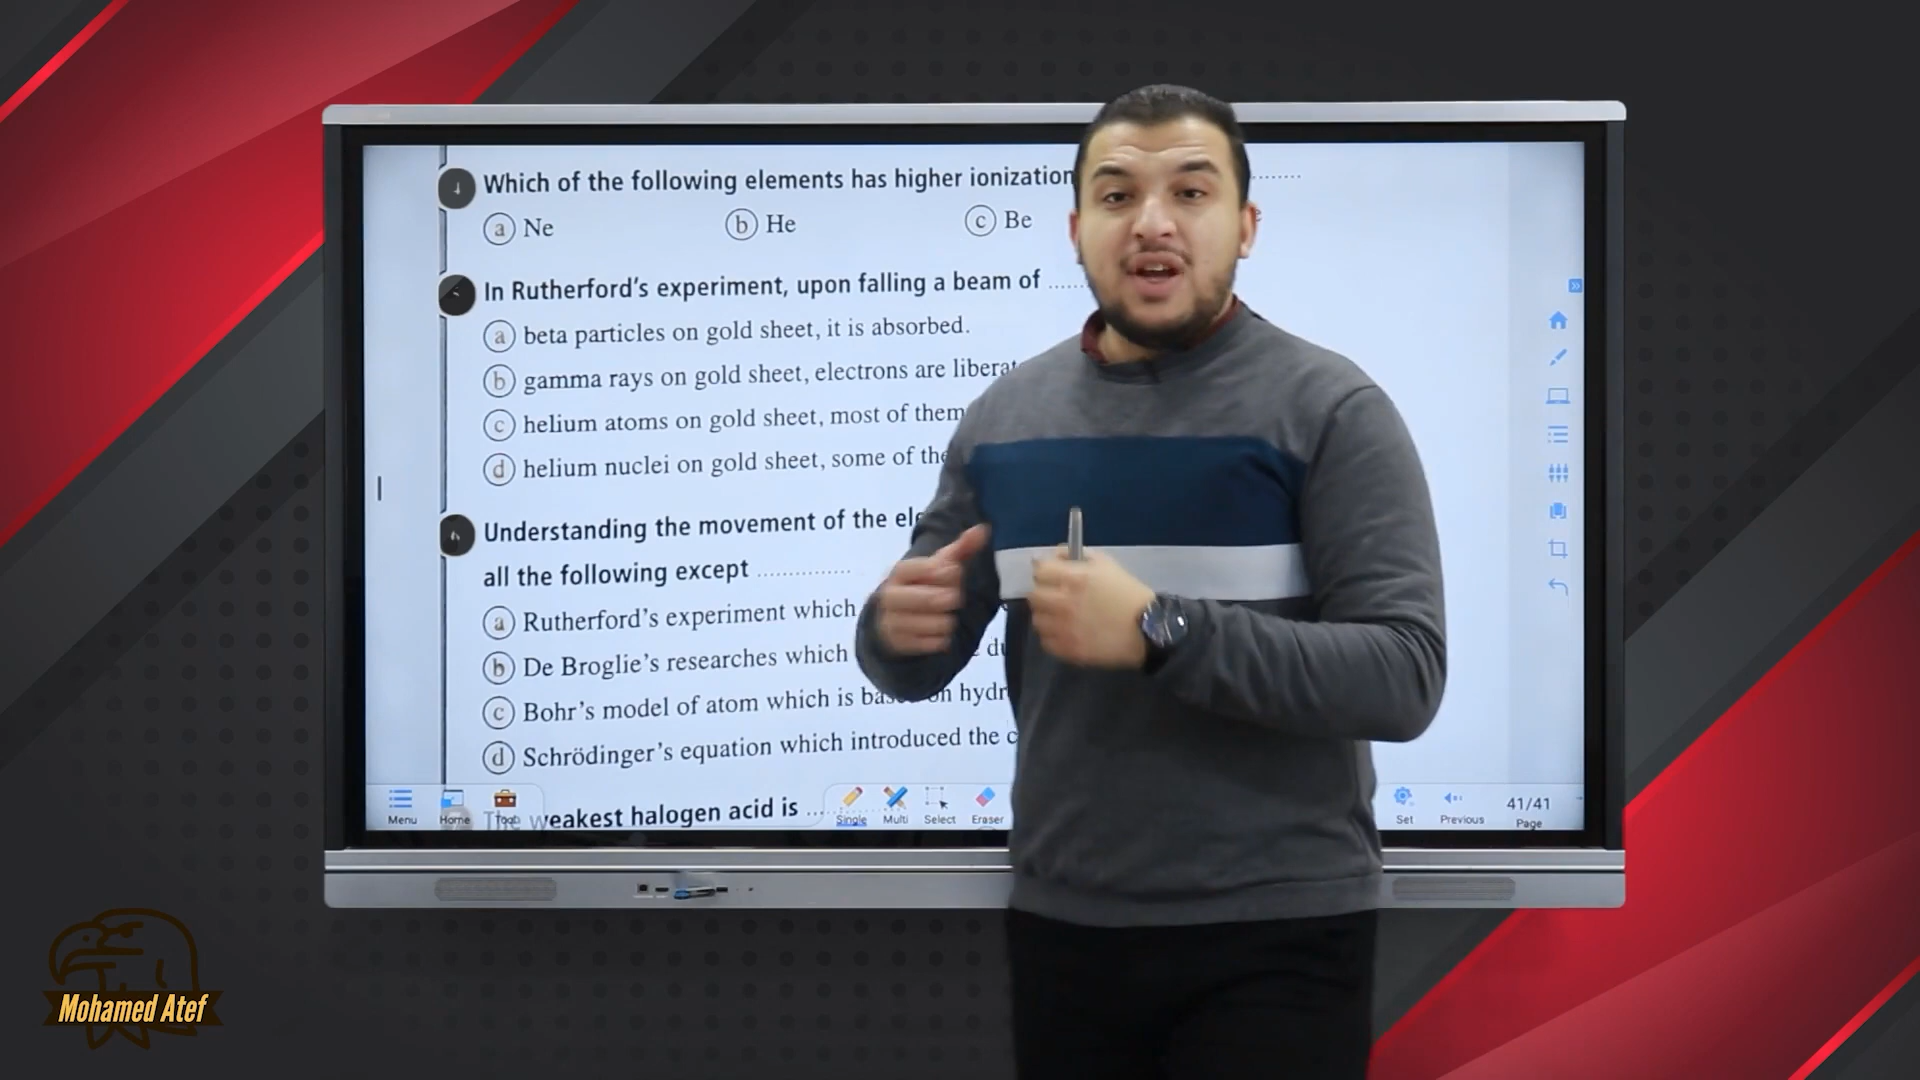 Which of the following elements has higher ionization ..........
a Ne b He c Be
In Rutherford's experiment, upon falling a beam of ......
a beta particles on gold sheet, it is absorbed.
b gamma rays on gold sheet, electrons are
c helium atoms on gold sheet, most of them
d helium nuclei on gold sheet, some of
Understanding the movement of the
all the following except ...............
a Rutherford's experiment which
b De Broglie's researches which
c Bohr's model of atom which is based on
d Schrödinger's equation which introduced the
The weakest halogen acid is ....
Menu Home Tool Single Multi Select Eraser Set Previous 41/41 Page
Mohamed Atef